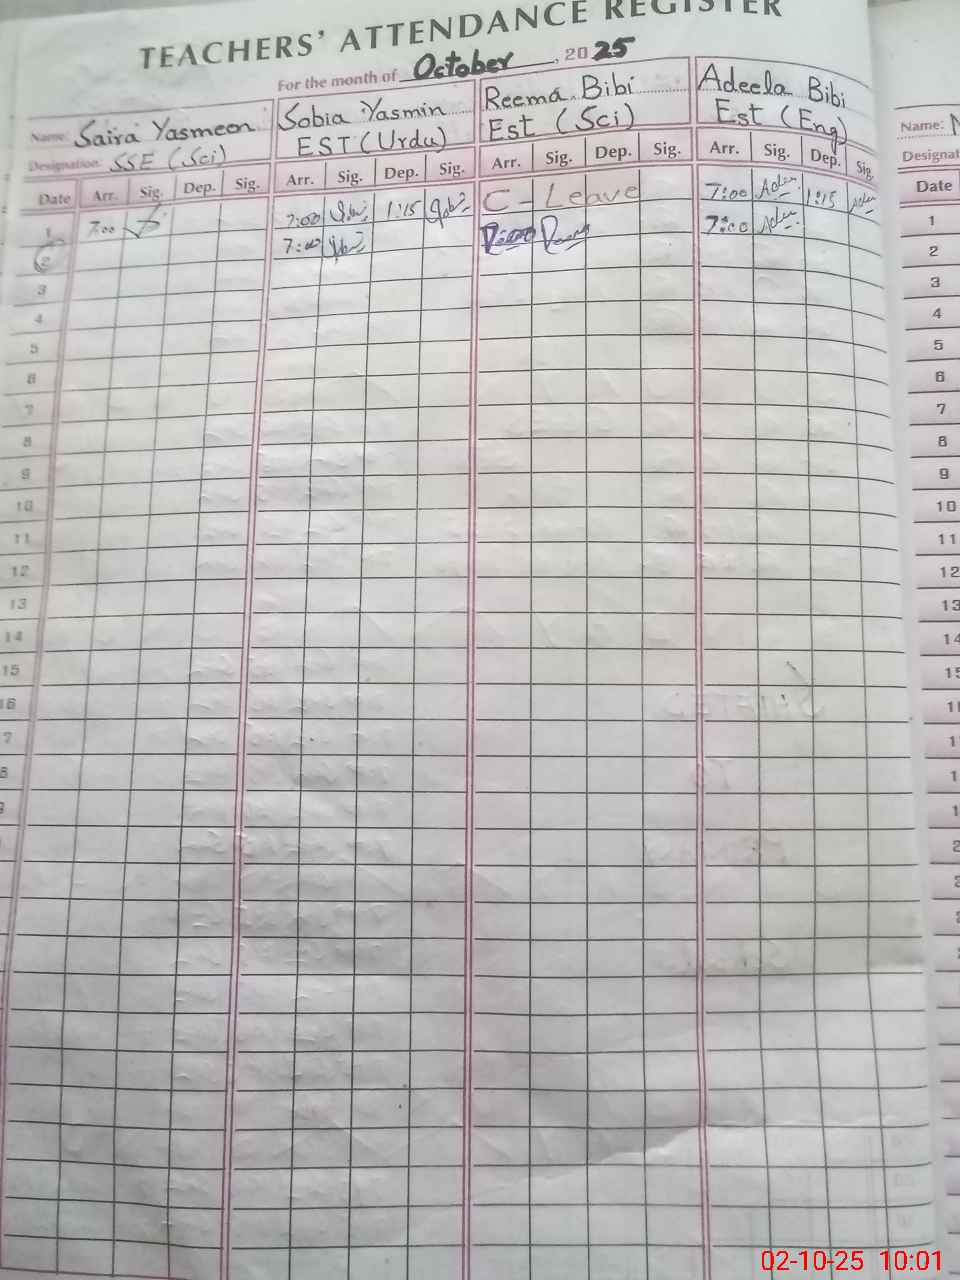 TEACHERS' ATTENDANCE REGISTER
For the month of October, 2025
Name: Saira Yasmeen Sobia Yasmin Reema Bibi Adeela Bibi Name:
Designation: SSE (Sci) EST (Urdu) Est (Sci) Est (Eng) Designat
Date Arr. Sig. Dep. Sig. Arr. Sig. Dep. Sig. Arr. Sig. Dep. Sig. Arr. Sig. Dep. Sig. Date
1 7:00 7:00 1:15 C - Leave 7:00 1:15 1
2 7:00 7:00 2
3 3
4 4
5 5
6 6
7 7
8 8
9 9
10 10
11 11
12 12
13 13
14 14
15 15
16
02-10-25 10:01